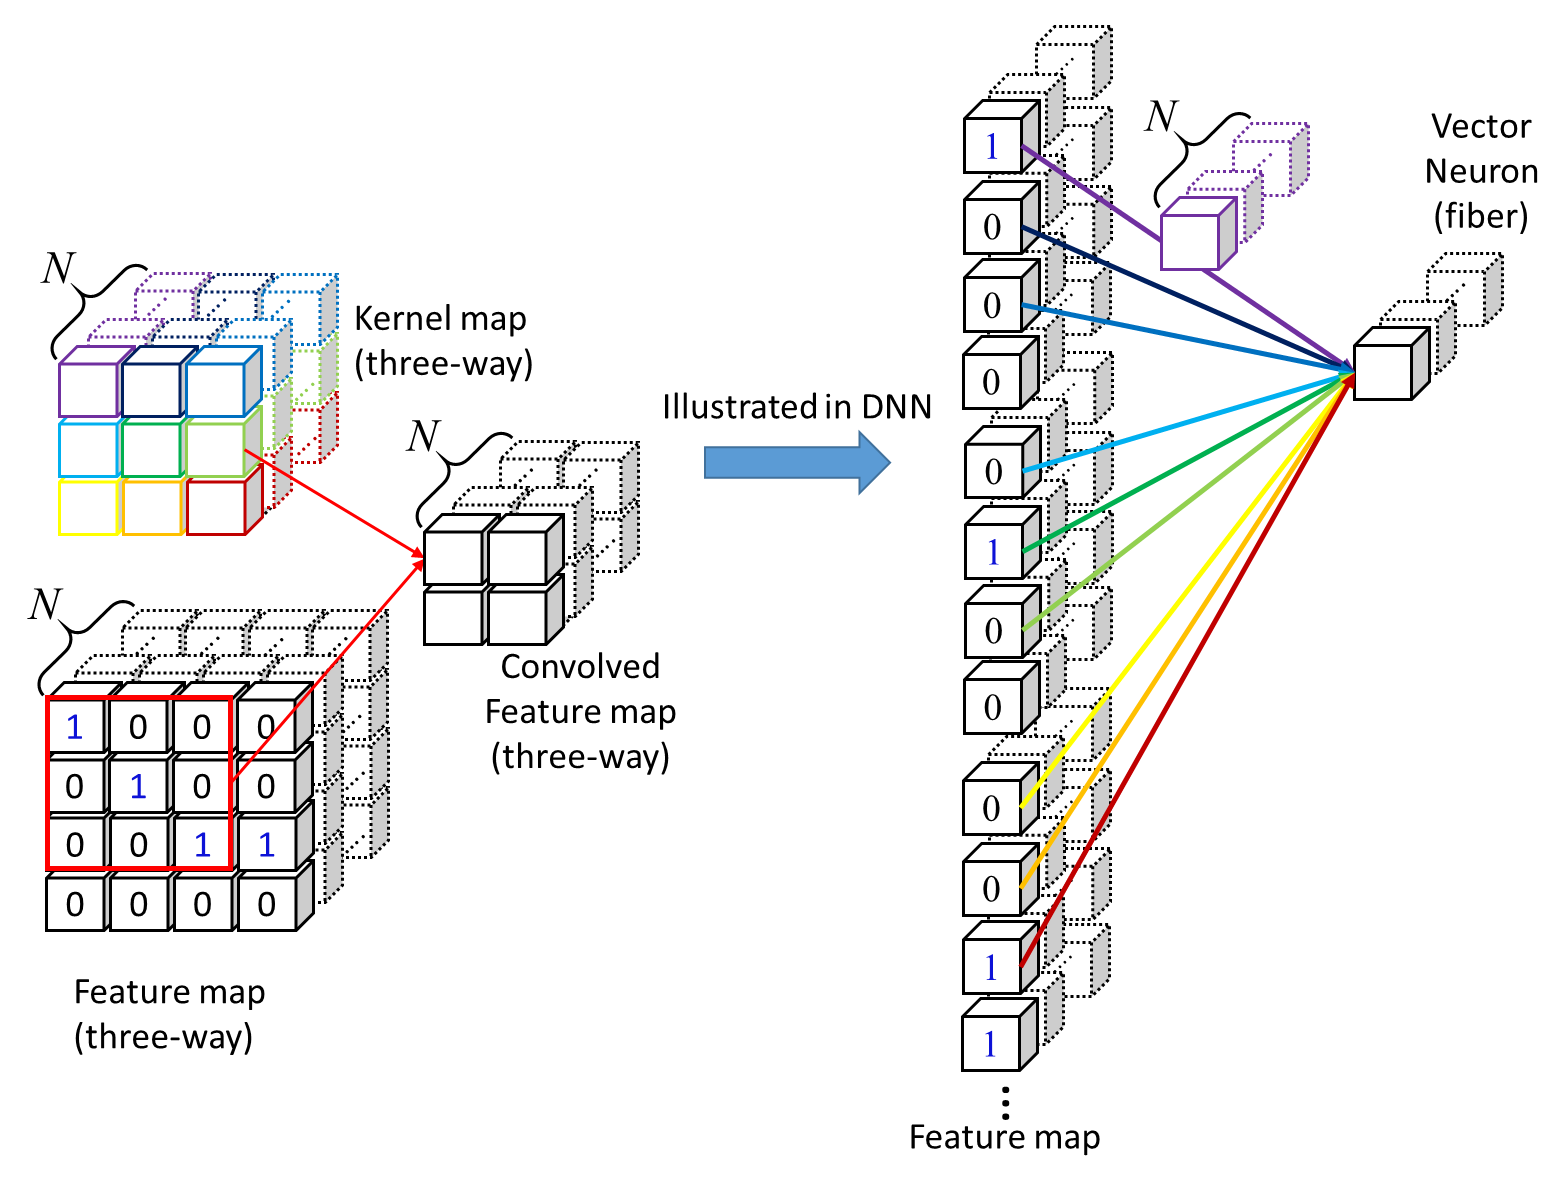 N
Kernel map
(three-way)
N
N
1 0 0 0
0 1 0 0
0 0 1 1
0 0 0 0
Feature map
(three-way)
Convolved
Feature map
(three-way)
Illustrated in DNN
1
0
0
0
0
1
0
0
0
0
1
1
Feature map
N
Vector
Neuron
(fiber)